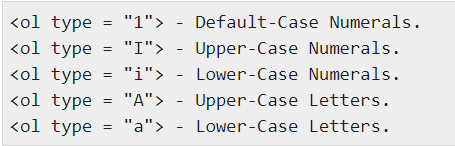 <ol type = "1"> - Default-Case Numerals.
<ol type = "I"> - Upper-Case Numerals.
<ol type = "i"> - Lower-Case Numerals.
<ol type = "A"> - Upper-Case Letters.
<ol type = "a"> - Lower-Case Letters.